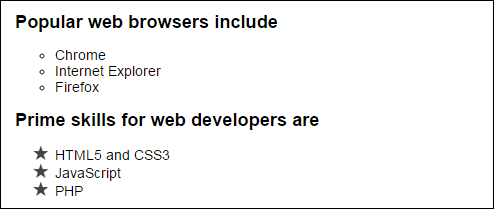 Popular web browsers include
Chrome
Internet Explorer
Firefox
Prime skills for web developers are
HTML5 and CSS3
JavaScript
PHP